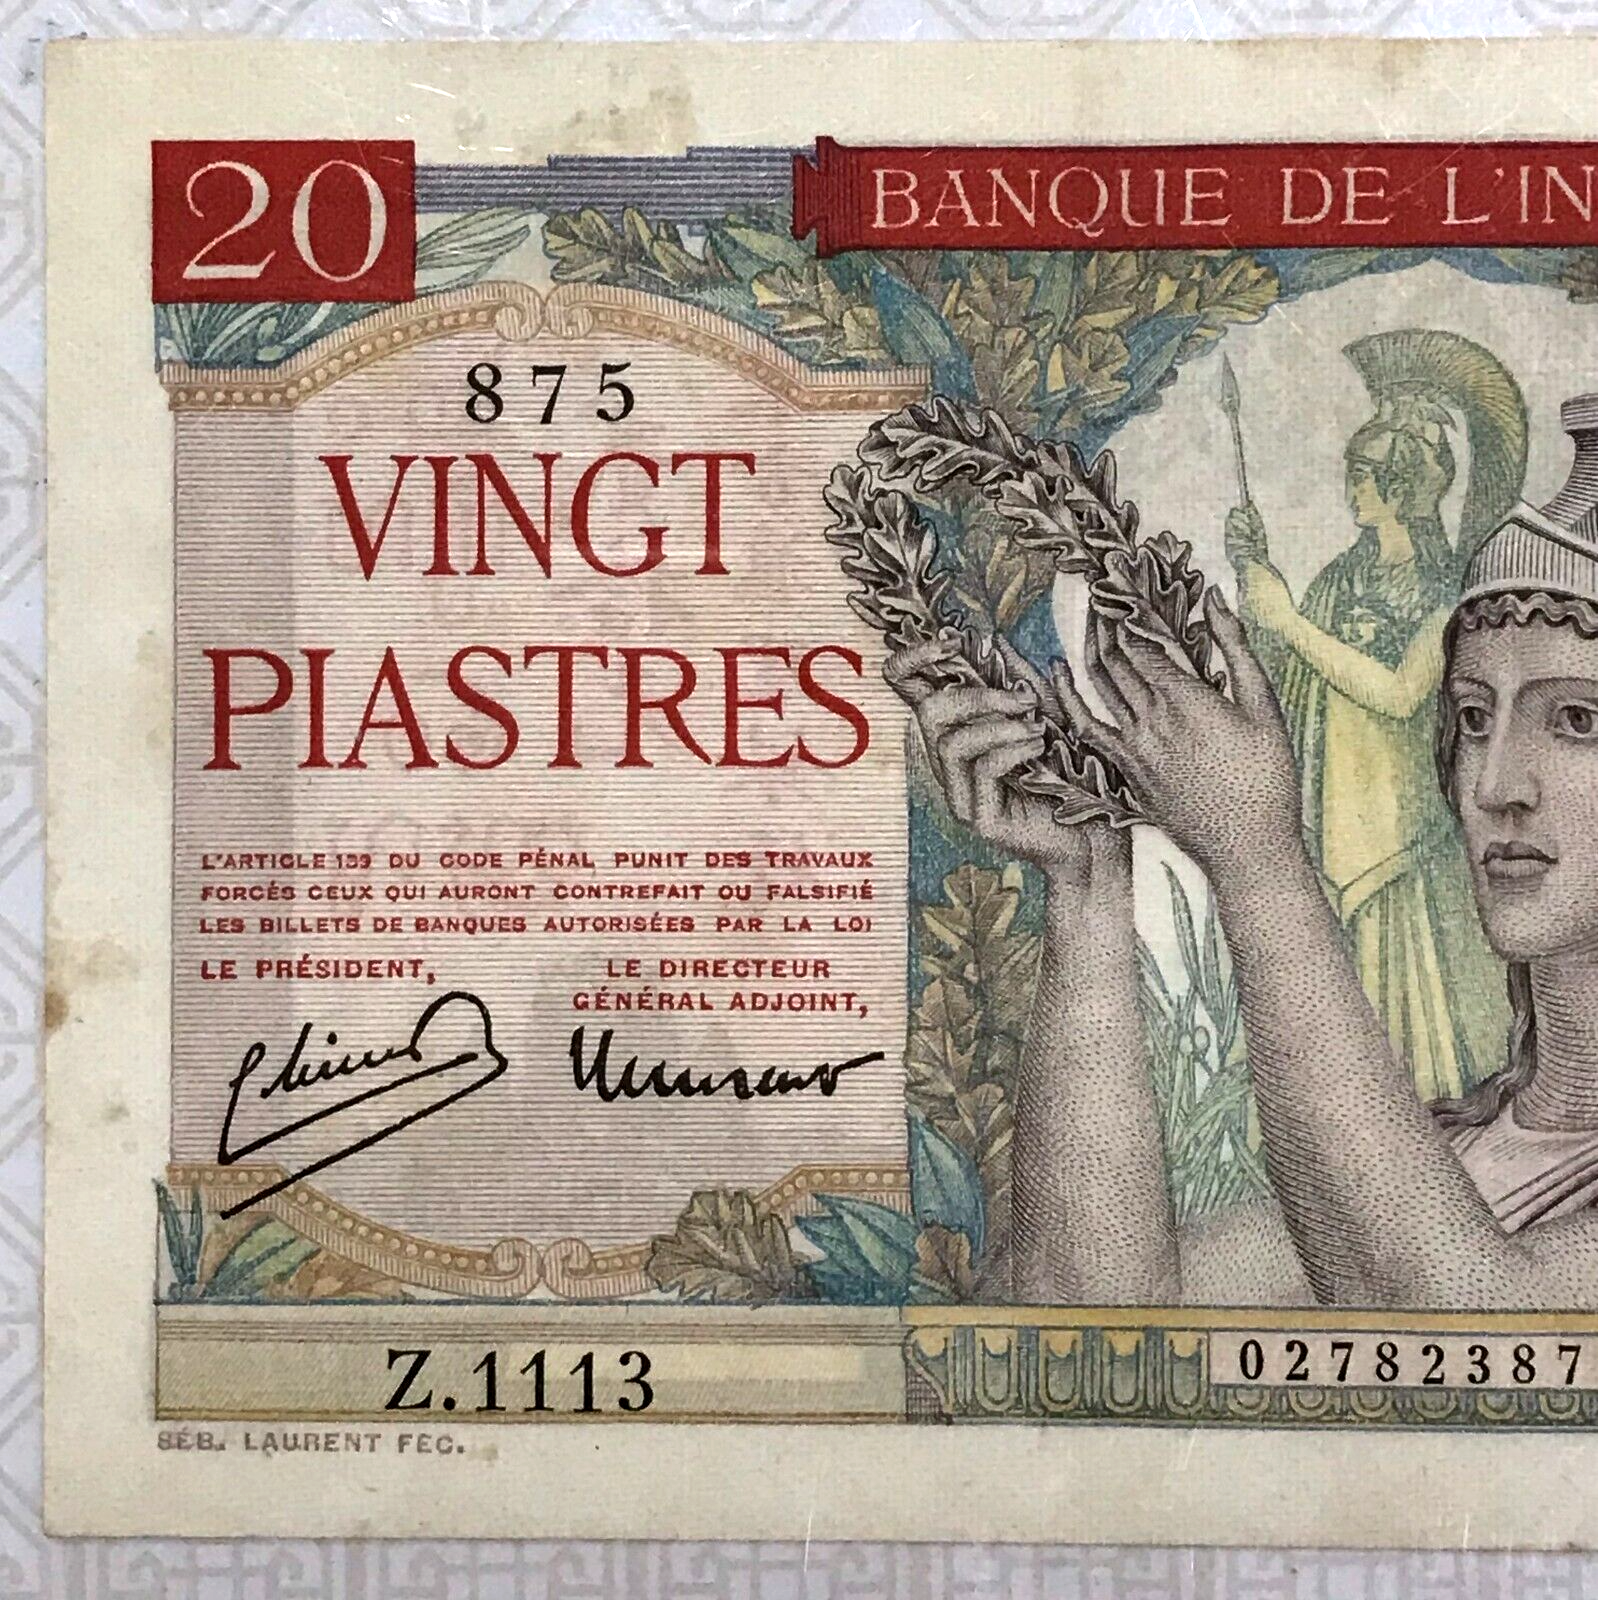 20
BANQUE DE L'IN
875
VINGT
PIASTRES
L'ARTICLE 139 DU CODE PÉNAL PUNIT DES TRAVAUX
FORCÉS CEUX QUI AURONT CONTREFAIT OU FALSIFIÉ
LES BILLETS DE BANQUES AUTORISÉES PAR LA LOI
LE PRÉSIDENT,
LE DIRECTEUR
GÉNÉRAL ADJOINT,
Z.1113
02782387
SÉB. LAURENT FEC.